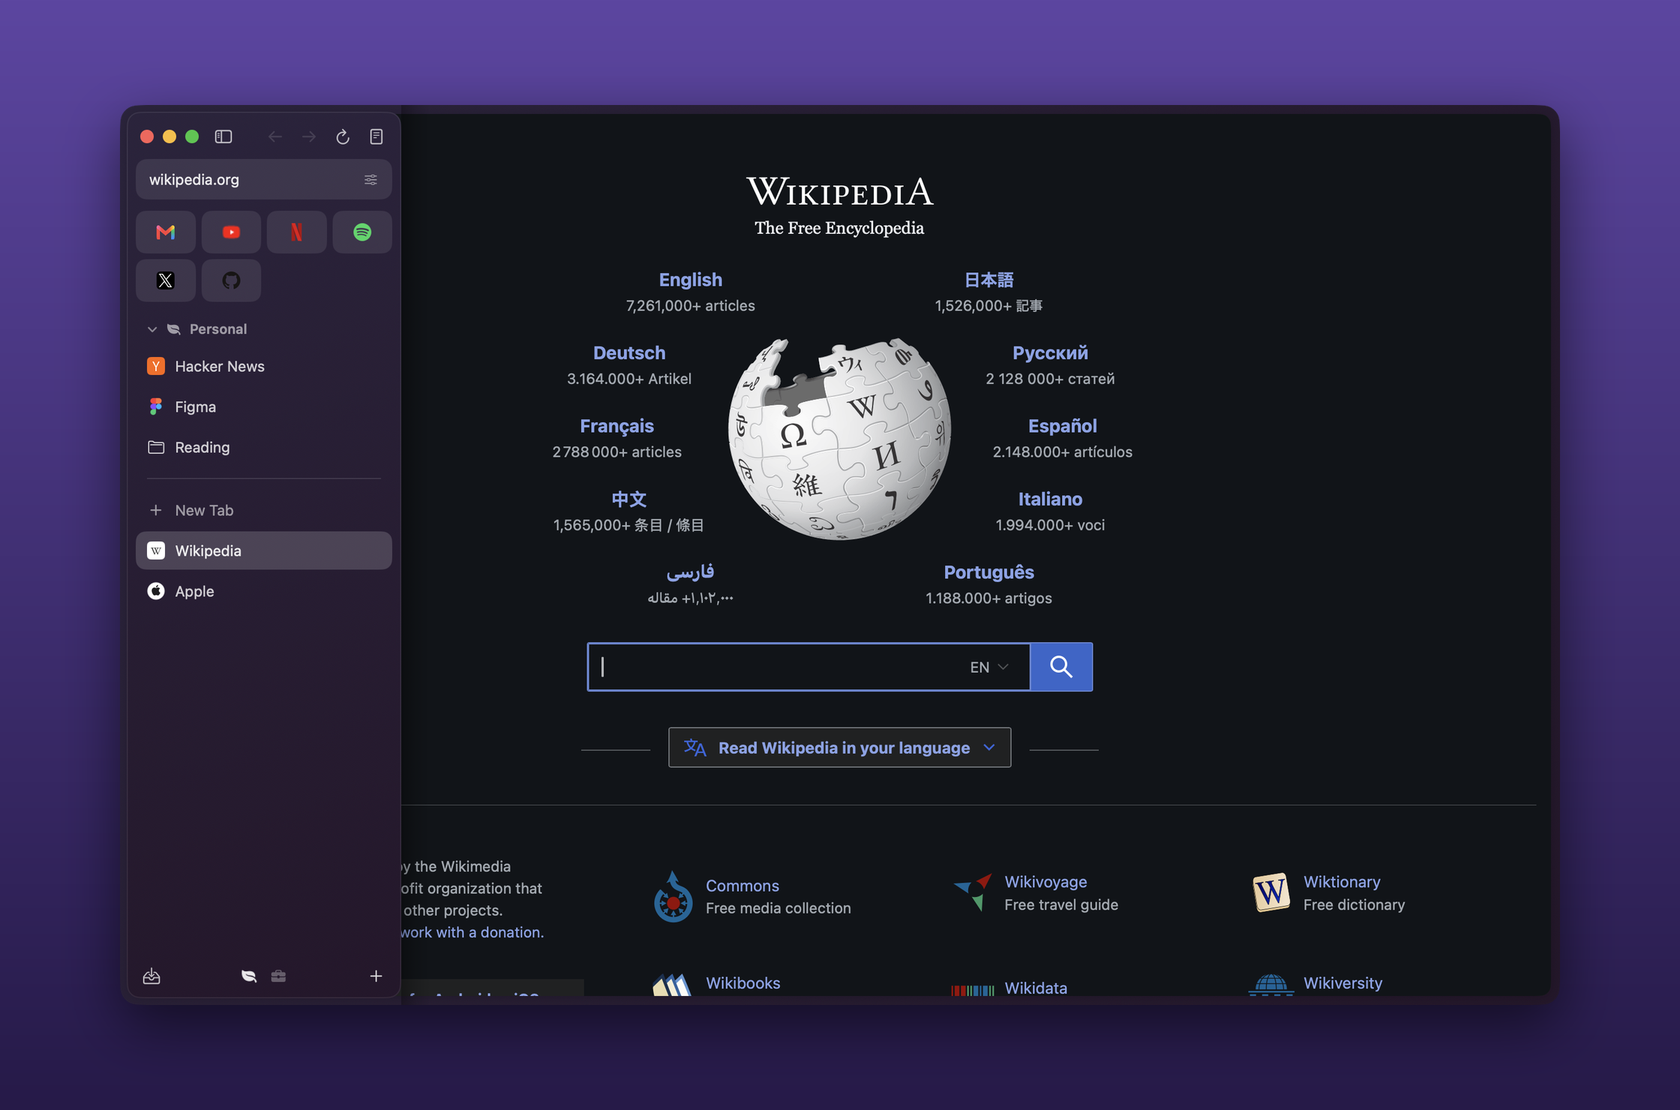 wikipedia.org
Personal
Hacker News
Figma
Reading
New Tab
Wikipedia
Apple
WIKIPEDIA
The Free Encyclopedia
English
7,261,000+ articles
日本語
1,526,000+ 記事
Deutsch
3.164.000+ Artikel
Русский
2 128 000+ статей
Français
2 788 000+ articles
Español
2.148.000+ artículos
中文
1,565,000+ 条目 / 條目
Italiano
1.994.000+ voci
فارسی
۱٬۱۰۲٬۰۰۰+ مقاله
Português
1.188.000+ artigos
Ω
W
И
維
ウィ
EN
Read Wikipedia in your language
by the Wikimedia
ofit organization that
other projects.
work with a donation.
Commons
Free media collection
Wikivoyage
Free travel guide
W
Wiktionary
Free dictionary
Wikibooks
Wikidata
Wikiversity